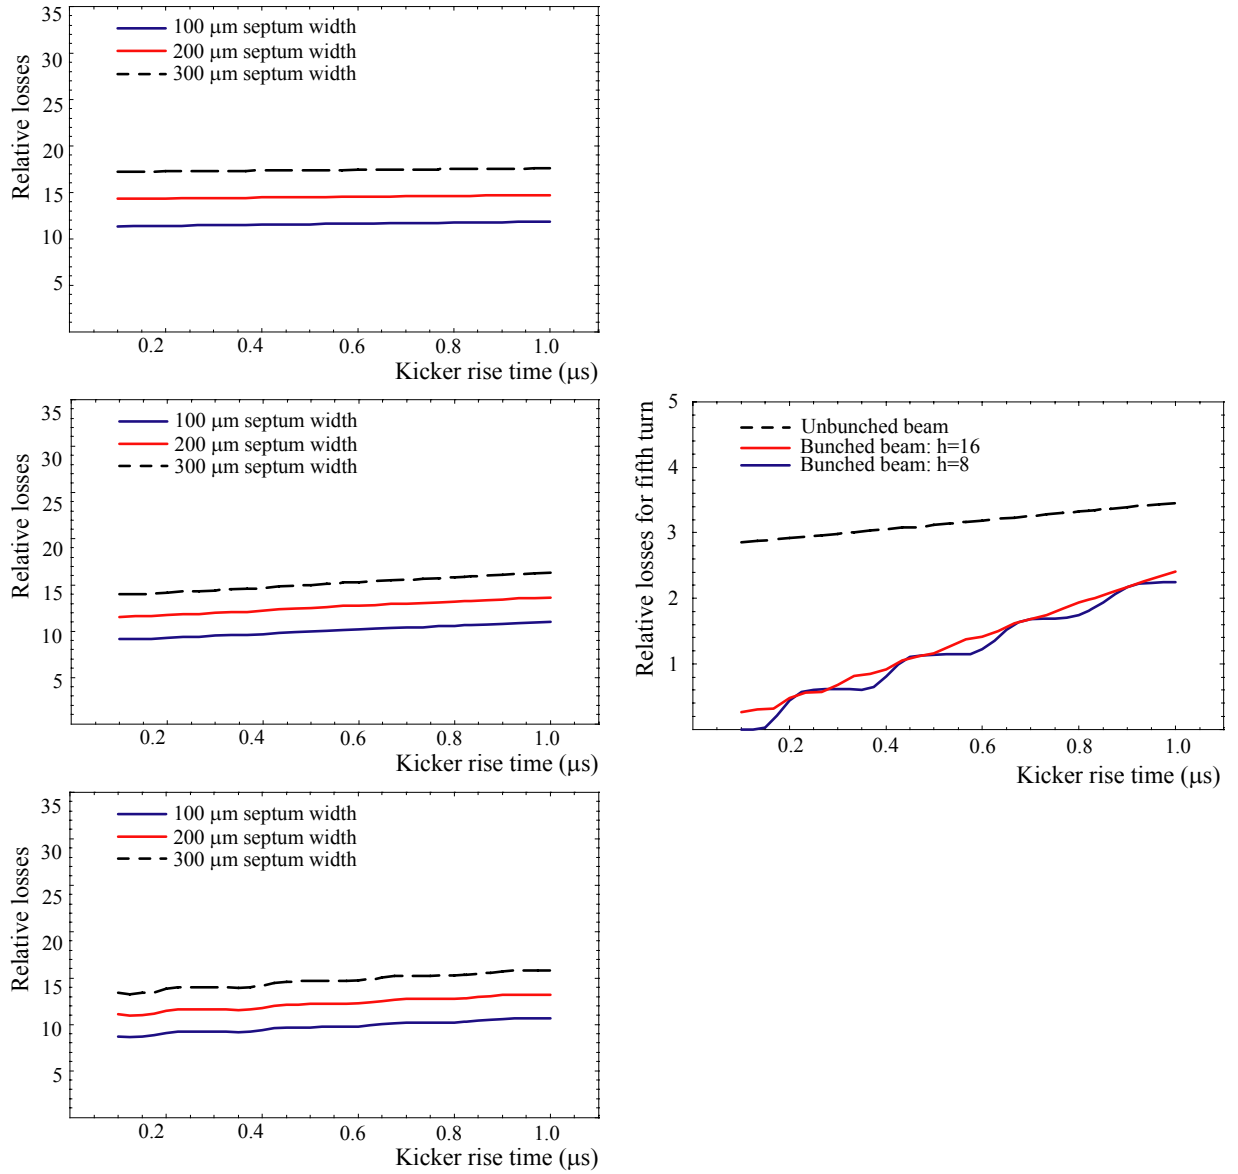 35
30
25
20
15
10
5
Relative losses
100 μm septum width
200 μm septum width
300 μm septum width
0.2 0.4 0.6 0.8 1.0
Kicker rise time (μs)
35
30
25
20
15
10
5
Relative losses
100 μm septum width
200 μm septum width
300 μm septum width
0.2 0.4 0.6 0.8 1.0
Kicker rise time (μs)
5
4
3
2
1
Relative losses for fifth turn
Unbunched beam
Bunched beam: h=16
Bunched beam: h=8
0.2 0.4 0.6 0.8 1.0
Kicker rise time (μs)
35
30
25
20
15
10
5
Relative losses
100 μm septum width
200 μm septum width
300 μm septum width
0.2 0.4 0.6 0.8 1.0
Kicker rise time (μs)